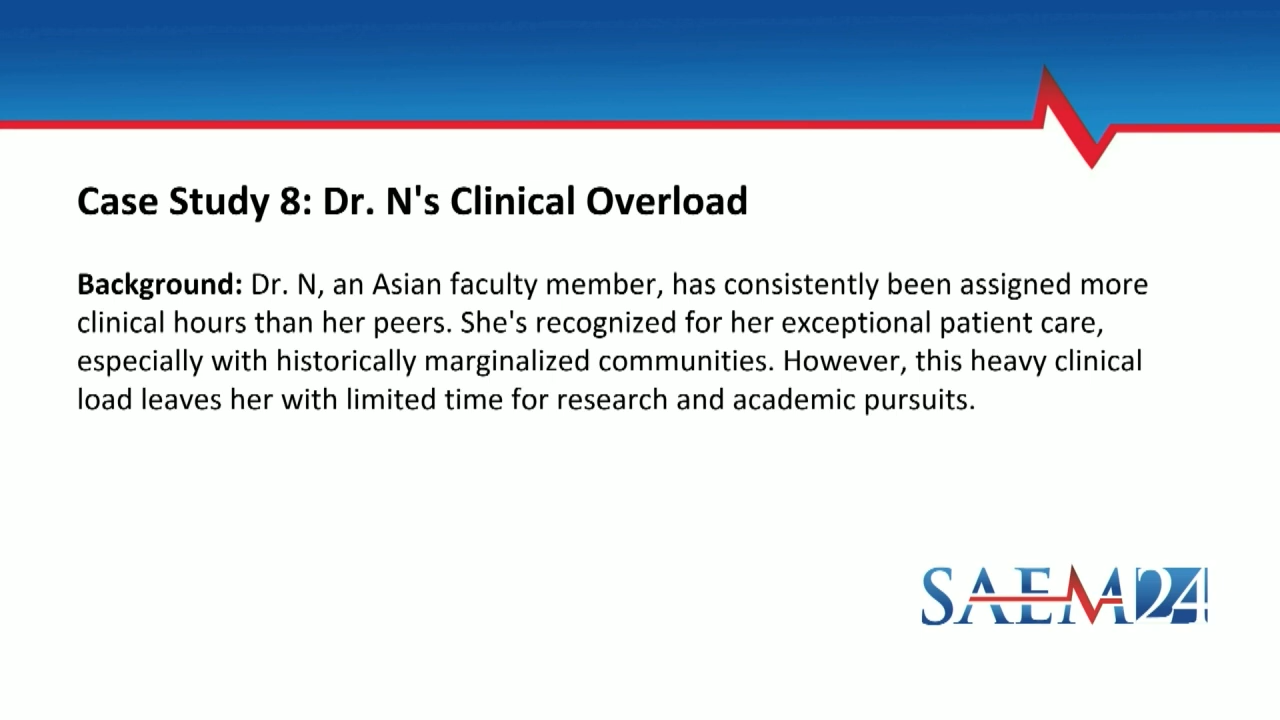 Case Study 8: Dr. N's Clinical Overload
Background: Dr. N, an Asian faculty member, has consistently been assigned more
clinical hours than her peers. She's recognized for her exceptional patient care,
especially with historically marginalized communities. However, this heavy clinical
load leaves her with limited time for research and academic pursuits.
SAEM24